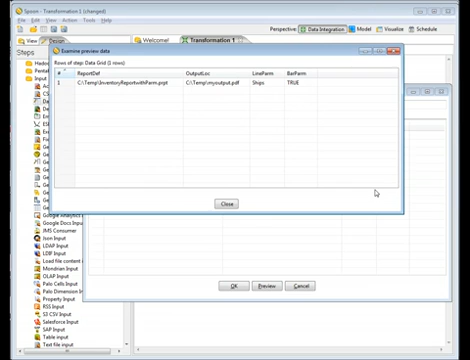 Spoon - Transformation 1 (changed)
File Edit View Action Tools Help
Perspective: Data Integration Model Visualize Schedule
View Design
Welcome! Transformation 1
Steps
Examine preview data
Rows of step: Data Grid (1 rows)
# ReportDef OutputLoc LineParm BarParm
1 C:\Temp\InventoryReportwithParm.prpt C:\Temp\myoutput.pdf Ships TRUE
Input
Close
Google Analytics
Google Docs Input
JMS Consumer
JSON Input
LDAP Input
LDIF Input
Load file content
Mondrian Input
OLAP Input
Palo Cells Input
Palo Dimension
Property Input
RSS Input
S3 CSV Input
Salesforce Input
SAP Input
Table input
OK Preview Cancel